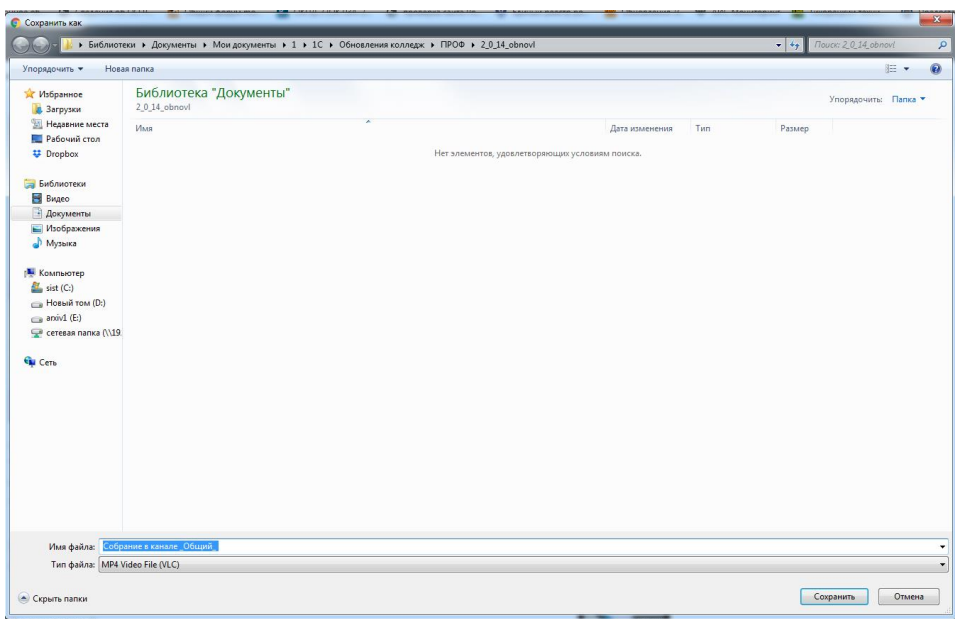 Сохранить как
Библиотеки Документы Мои документы 1 1С Обновления колледж ПРОФ 2_0_14_obnovl
Поиск: 2_0_14_obnovl
Упорядочить Новая папка
Избранное
Загрузки
Недавние места
Рабочий стол
Dropbox
Библиотеки
Видео
Документы
Изображения
Музыка
Компьютер
sist (C:)
Новый том (D:)
arxiv1 (E:)
сетевая папка (\\19
Сеть
Библиотека "Документы"
2_0_14_obnovl
Упорядочить: Папка
Имя Дата изменения Тип Размер
Нет элементов, удовлетворяющих условиям поиска.
Имя файла: Собрание в канале _Общий_
Тип файла: MP4 Video File (VLC)
Скрыть папки
Сохранить Отмена